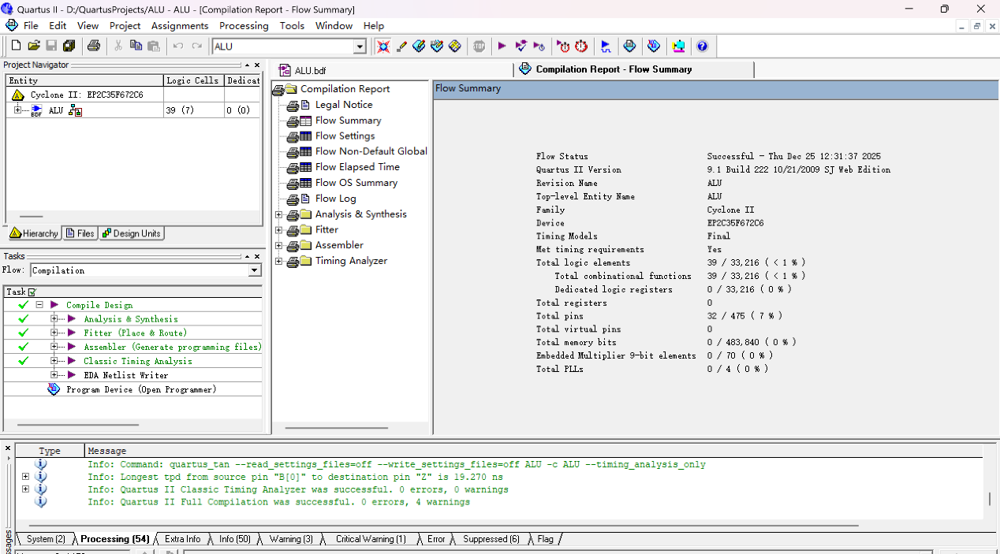 Quartus II - D:/QuartusProjects/ALU - ALU - [Compilation Report - Flow Summary]
File Edit View Project Assignments Processing Tools Window Help
ALU
Project Navigator
Entity Logic Cells Dedicat
Cyclone II: EP2C35F672C6
BDF ALU 39 (7) 0 (0)
Hierarchy Files Design Units
Tasks
Flow: Compilation
Task
Compile Design
Analysis & Synthesis
Fitter (Place & Route)
Assembler (Generate programming files)
Classic Timing Analysis
EDA Netlist Writer
Program Device (Open Programmer)
ALU.bdf
Compilation Report - Flow Summary
Compilation Report
Legal Notice
Flow Summary
Flow Settings
Flow Non-Default Global
Flow Elapsed Time
Flow OS Summary
Flow Log
Analysis & Synthesis
Fitter
Assembler
Timing Analyzer
Flow Summary
Flow Status Successful - Thu Dec 25 12:31:37 2025
Quartus II Version 9.1 Build 222 10/21/2009 SJ Web Edition
Revision Name ALU
Top-level Entity Name ALU
Family Cyclone II
Device EP2C35F672C6
Timing Models Final
Met timing requirements Yes
Total logic elements 39 / 33,216 ( < 1 % )
Total combinational functions 39 / 33,216 ( < 1 % )
Dedicated logic registers 0 / 33,216 ( 0 % )
Total registers 0
Total pins 32 / 475 ( 7 % )
Total virtual pins 0
Total memory bits 0 / 483,840 ( 0 % )
Embedded Multiplier 9-bit elements 0 / 70 ( 0 % )
Total PLLs 0 / 4 ( 0 % )
Type Message
Info: Command: quartus_tan --read_settings_files=off --write_settings_files=off ALU -c ALU --timing_analysis_only
Info: Longest tpd from source pin "B[0]" to destination pin "Z" is 19.270 ns
Info: Quartus II Classic Timing Analyzer was successful. 0 errors, 0 warnings
Info: Quartus II Full Compilation was successful. 0 errors, 4 warnings
System (2) Processing (54) Extra Info Info (50) Warning (3) Critical Warning (1) Error Suppressed (6) Flag